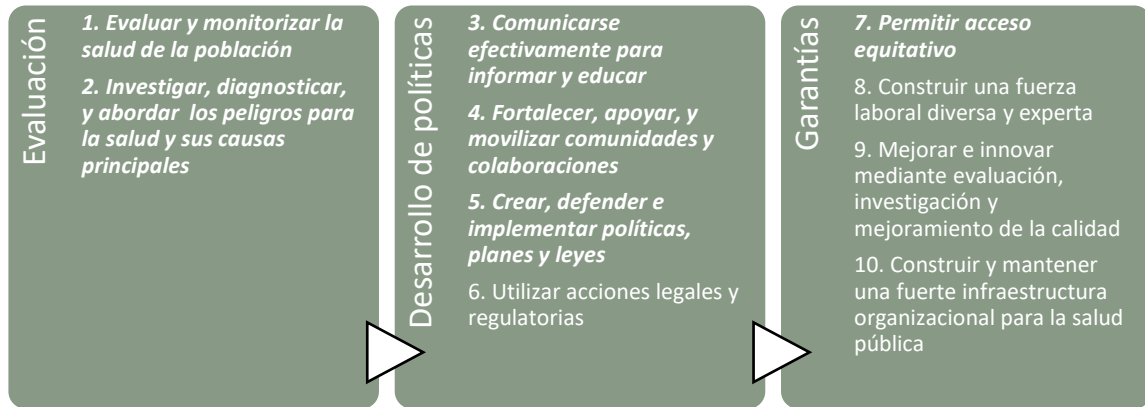 Evaluación
1. Evaluar y monitorizar la
salud de la población
2. Investigar, diagnosticar,
y abordar los peligros para
la salud y sus causas
principales
Desarrollo de políticas
3. Comunicarse
efectivamente para
informar y educar
4. Fortalecer, apoyar, y
movilizar comunidades y
colaboraciones
5. Crear, defender e
implementar políticas,
planes y leyes
6. Utilizar acciones legales y
regulatorias
Garantías
7. Permitir acceso
equitativo
8. Construir una fuerza
laboral diversa y experta
9. Mejorar e innovar
mediante evaluación,
investigación y
mejoramiento de la calidad
10. Construir y mantener
una fuerte infraestructura
organizacional para la salud
pública